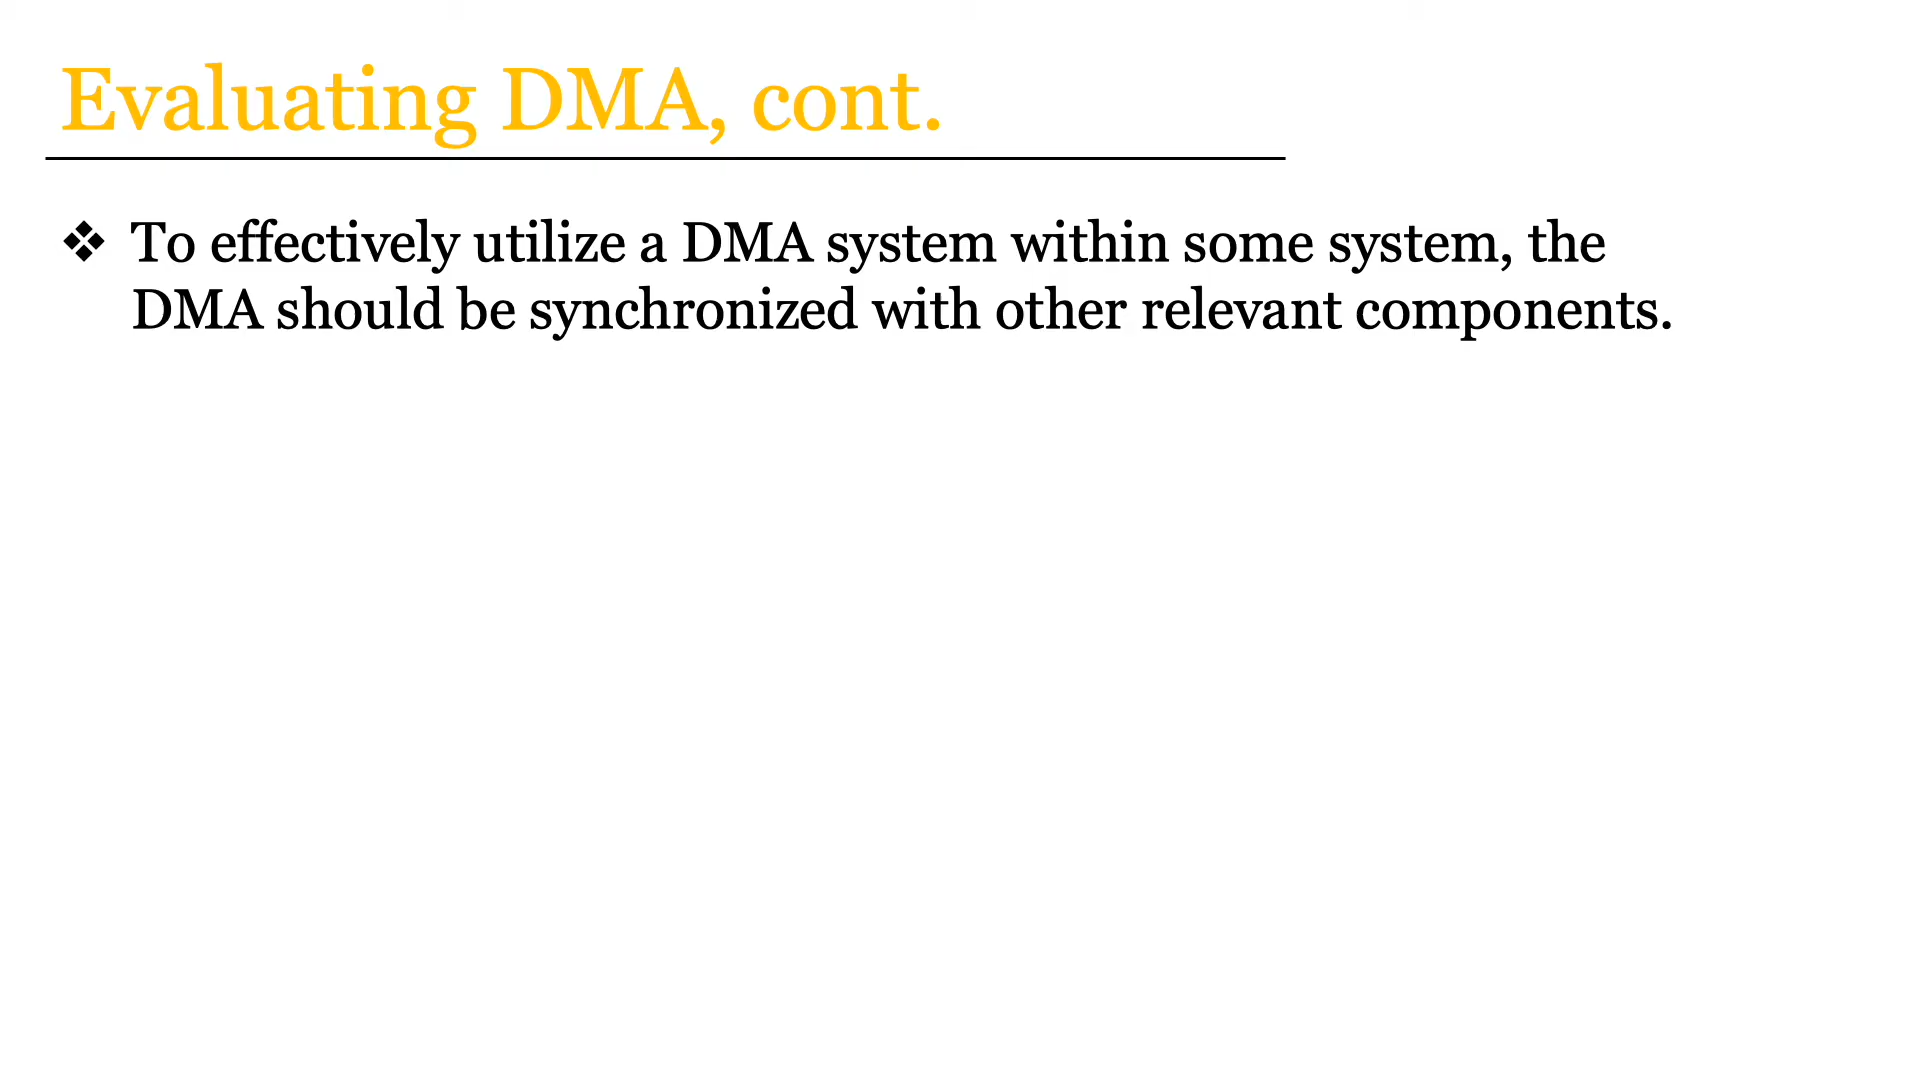 Evaluating DMA, cont.
❖ To effectively utilize a DMA system within some system, the
DMA should be synchronized with other relevant components.